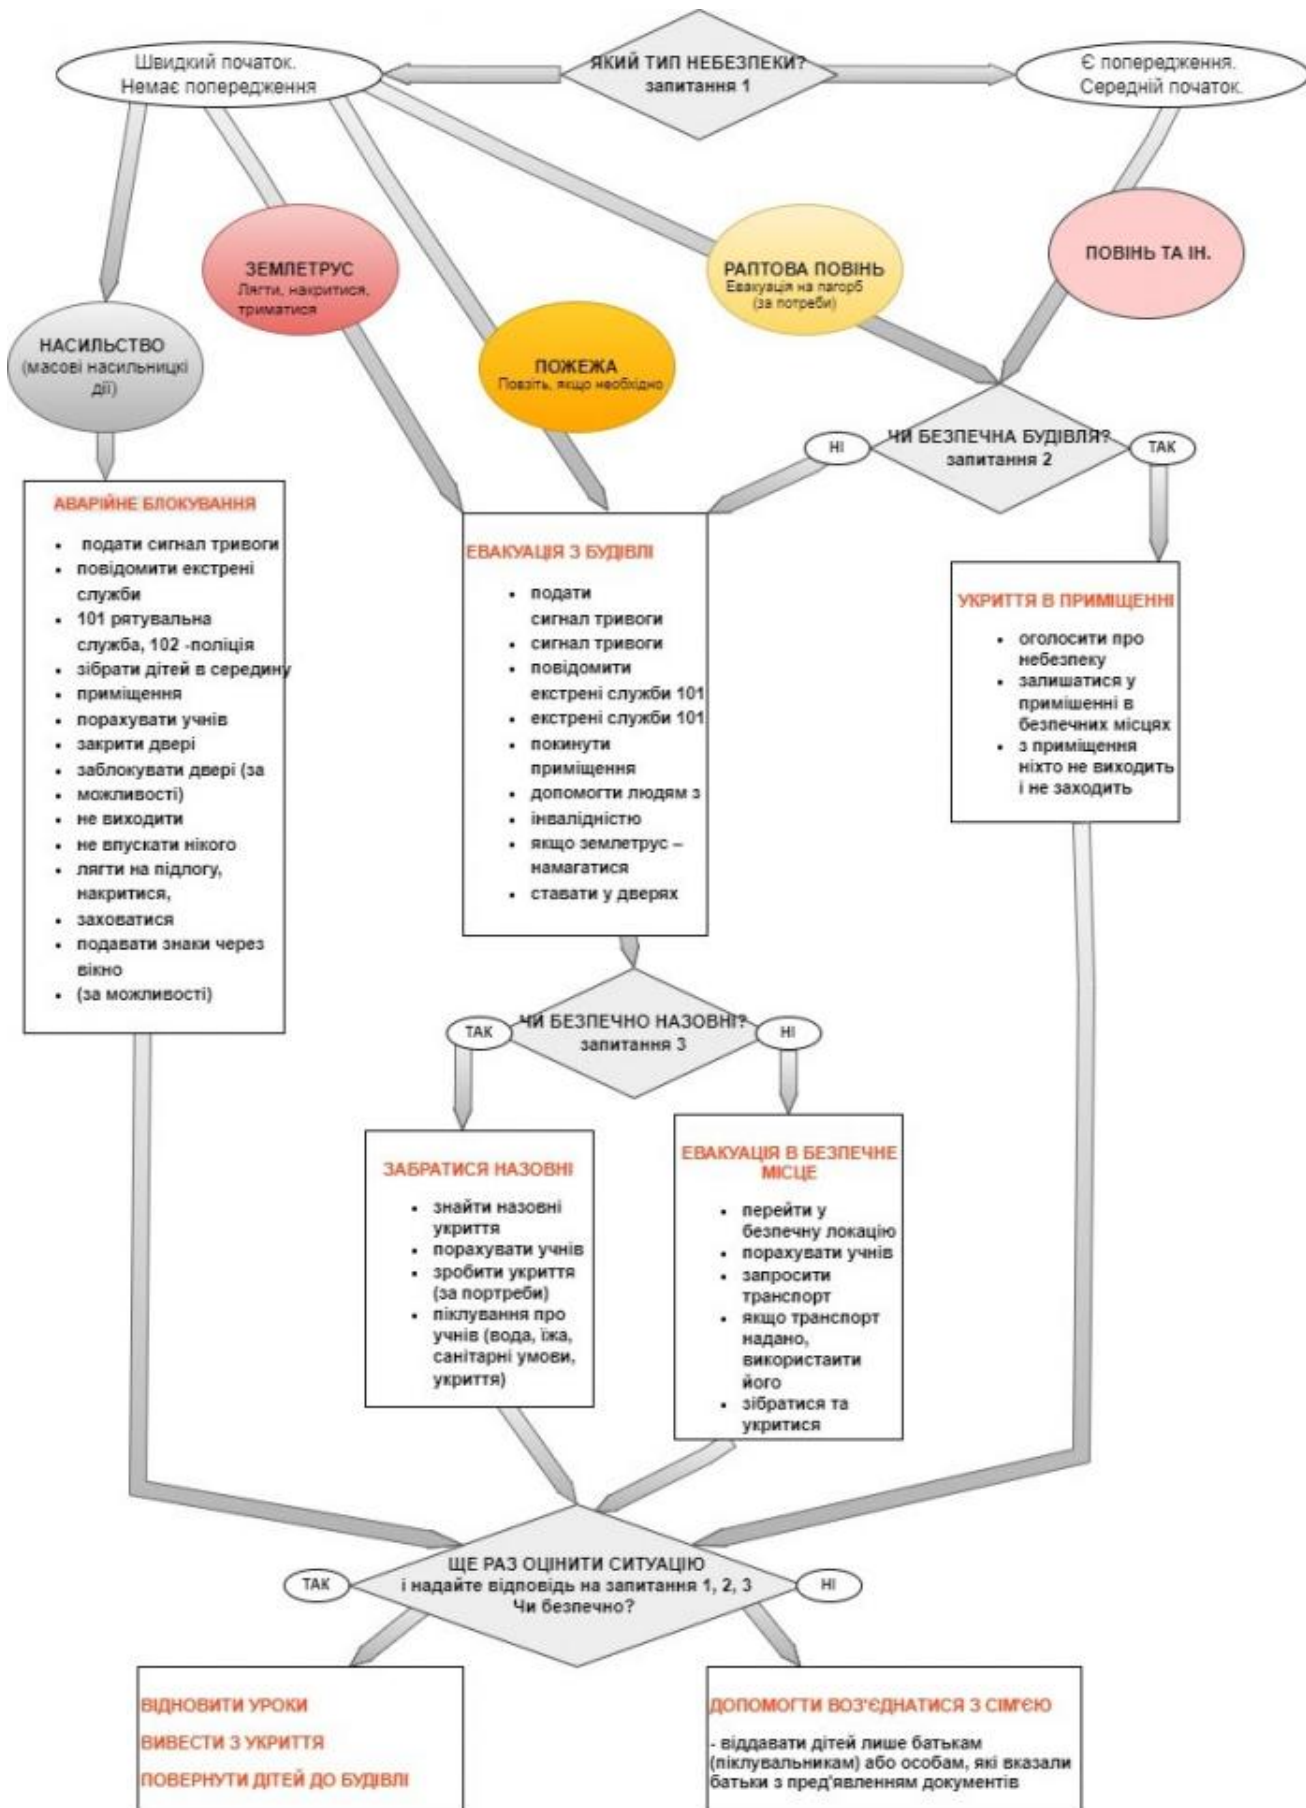 ЯКИЙ ТИП НЕБЕЗПЕКИ?
запитання 1
Швидкий початок.
Немає попередження
Є попередження.
Середній початок.
ЗЕМЛЕТРУС
Лягти, накритися,
триматися
РАПТОВА ПОВІНЬ
Евакуація на пагорб
(за потреби)
ПОВІНЬ ТА ІН.
НАСИЛЬСТВО
(масові насильницкі
дії)
ПОЖЕЖА
Повзіть, якщо необхідно
ЧИ БЕЗПЕЧНА БУДІВЛЯ?
запитання 2
НІ
ТАК
АВАРІЙНЕ БЛОКУВАННЯ
• подати сигнал тривоги
• повідомити екстрені
служби
• 101 рятувальна
служба, 102 -поліція
• зібрати дітей в середину
• приміщення
• порахувати учнів
• закрити двері
• заблокувати двері (за
• можливості)
• не виходити
• не впускати нікого
• лягти на підлогу,
накритися,
• заховатися
• подавати знаки через
вікно
• (за можливості)
ЕВАКУАЦІЯ З БУДІВЛІ
• подати
сигнал тривоги
• сигнал тривоги
• повідомити
екстрені служби 101
• екстрені служби 101
• покинути
приміщення
• допомогти людям з
• інвалідністю
• якщо землетрус –
намагатися
• ставати у дверях
УКРИТТЯ В ПРИМІЩЕННІ
• оголосити про
небезпеку
• залишатися у
примішенні в
безпечних місцях
• з приміщення
ніхто не виходить
і не заходить
ЧИ БЕЗПЕЧНО НАЗОВНІ?
запитання 3
ТАК
НІ
ЗАБРАТИСЯ НАЗОВНІ
• знайти назовні
укриття
• порахувати учнів
• зробити укриття
(за портреби)
• піклування про
учнів (вода, їжа,
санітарні умови,
укриття)
ЕВАКУАЦІЯ В БЕЗПЕЧНЕ
МІСЦЕ
• перейти у
безпечну локацію
• порахувати учнів
• запросити
транспорт
• якщо транспорт
надано,
використаити
його
• зібратися та
укритися
ЩЕ РАЗ ОЦІНИТИ СИТУАЦІЮ
і надайте відповідь на запитання 1, 2, 3
Чи безпечно?
ТАК
НІ
ВІДНОВИТИ УРОКИ
ВИВЕСТИ З УКРИТТЯ
ПОВЕРНУТИ ДІТЕЙ ДО БУДІВЛІ
ДОПОМОГТИ ВОЗ'ЄДНАТИСЯ З СІМ'ЄЮ
- віддавати дітей лише батькам
(піклувальникам) або особам, які вказали
батьки з пред'явленням документів